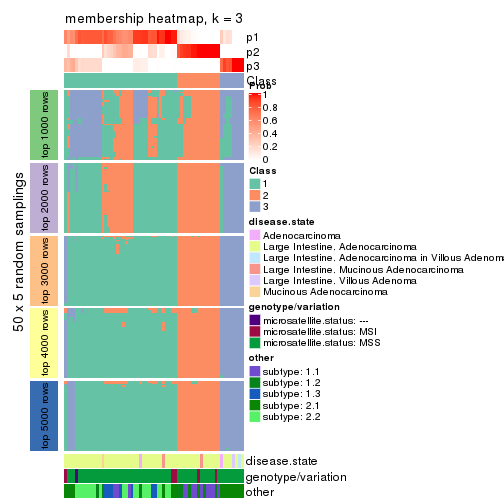 membership heatmap, k = 3
p1
p2
p3
Class
Prob
1
0.8
0.6
0.4
0.2
0
Class
1
2
3
disease.state
Adenocarcinoma
Large Intestine. Adenocarcinoma
Large Intestine. Adenocarcinoma in Villous Adenom
Large Intestine. Mucinous Adenocarcinoma
Large Intestine. Villous Adenoma
Mucinous Adenocarcinoma
genotype/variation
microsatellite.status: ---
microsatellite.status: MSI
microsatellite.status: MSS
other
subtype: 1.1
subtype: 1.2
subtype: 1.3
subtype: 2.1
subtype: 2.2
50 x 5 random samplings
top 1000 rows
top 2000 rows
top 3000 rows
top 4000 rows
top 5000 rows
disease.state
genotype/variation
other